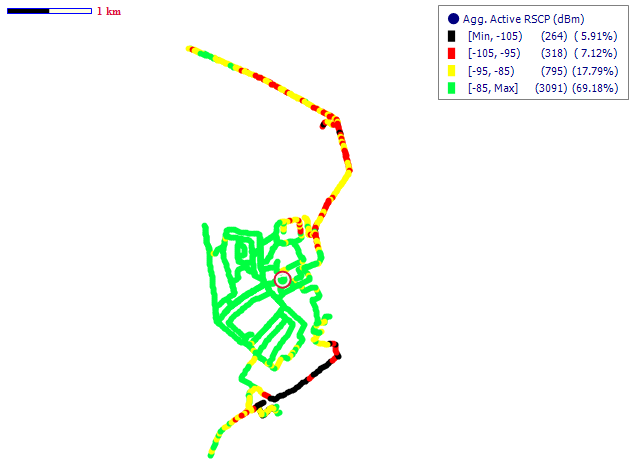 1 km
Agg. Active RSCP (dBm)
[Min, -105) (264) ( 5.91%)
[-105, -95) (318) ( 7.12%)
[-95, -85) (795) (17.79%)
[-85, Max] (3091) (69.18%)